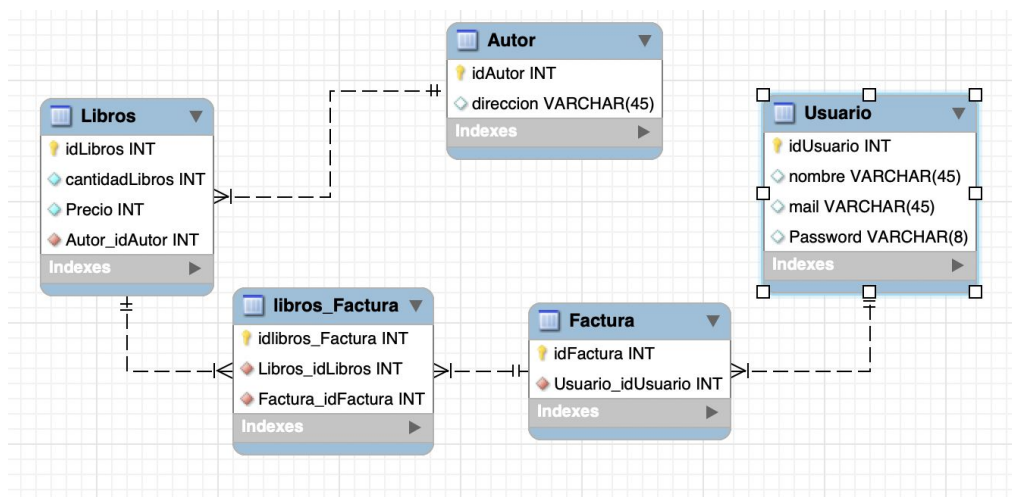 Autor
idAutor INT
direccion VARCHAR(45)
Indexes
Libros
idLibros INT
cantidadLibros INT
Precio INT
Autor_idAutor INT
Indexes
Usuario
idUsuario INT
nombre VARCHAR(45)
mail VARCHAR(45)
Password VARCHAR(8)
Indexes
libros_Factura
idlibros_Factura INT
Libros_idLibros INT
Factura_idFactura INT
Indexes
Factura
idFactura INT
Usuario_idUsuario INT
Indexes